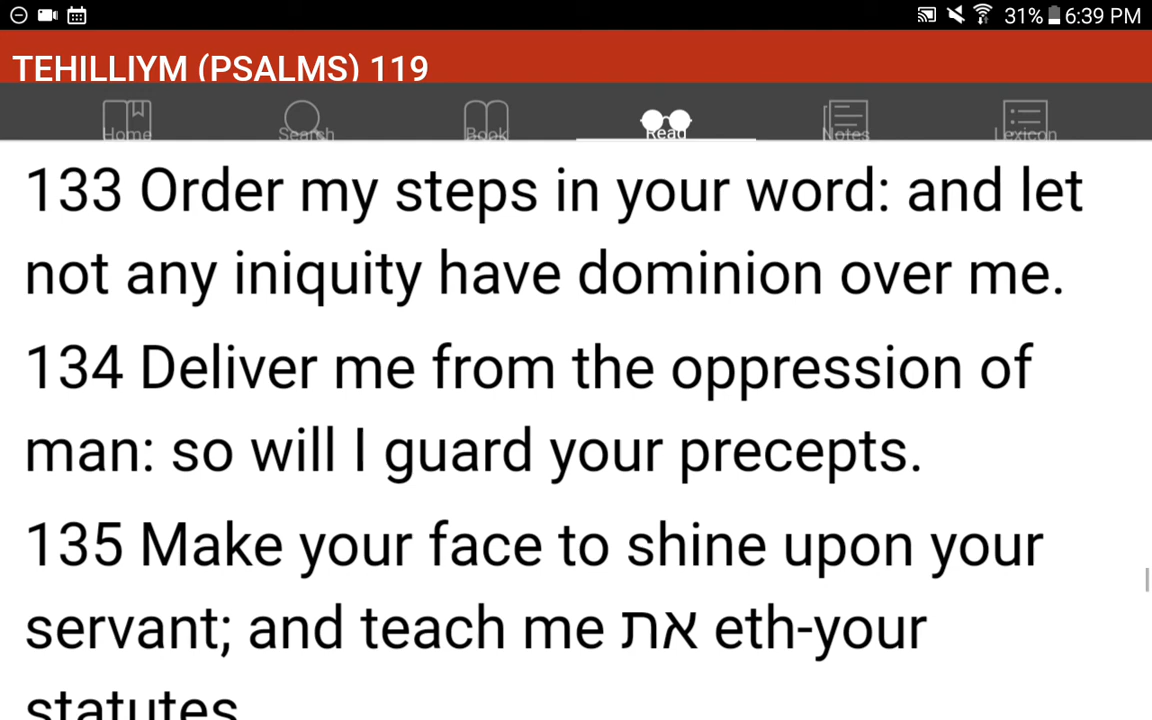 31% 6:39 PM
TEHILLIYM (PSALMS) 119
Home Search Book Read Notes Lexicon
133 Order my steps in your word: and let
not any iniquity have dominion over me.
134 Deliver me from the oppression of
man: so will I guard your precepts.
135 Make your face to shine upon your
servant; and teach me את eth-your
statutes